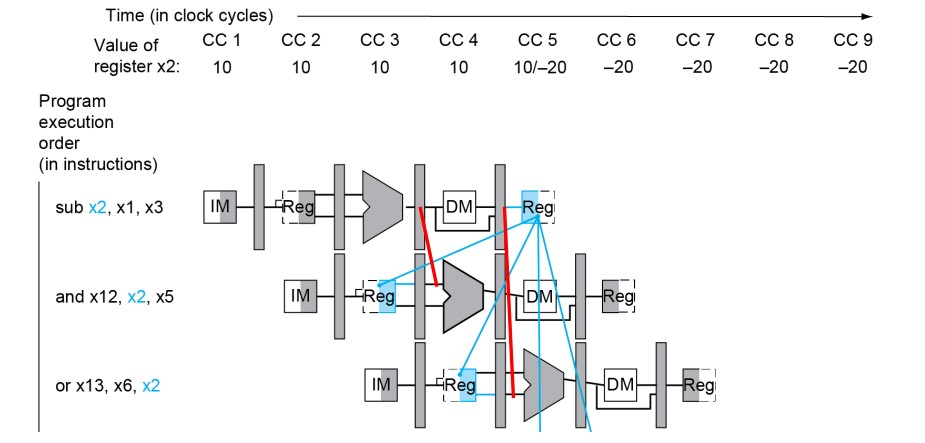 Time (in clock cycles)
Value of register x2:
CC 1 CC 2 CC 3 CC 4 CC 5 CC 6 CC 7 CC 8 CC 9
10 10 10 10 10/–20 –20 –20 –20 –20
Program
execution
order
(in instructions)
sub x2, x1, x3
IM Reg DM Reg
and x12, x2, x5
IM Reg DM Reg
or x13, x6, x2
IM Reg DM Reg